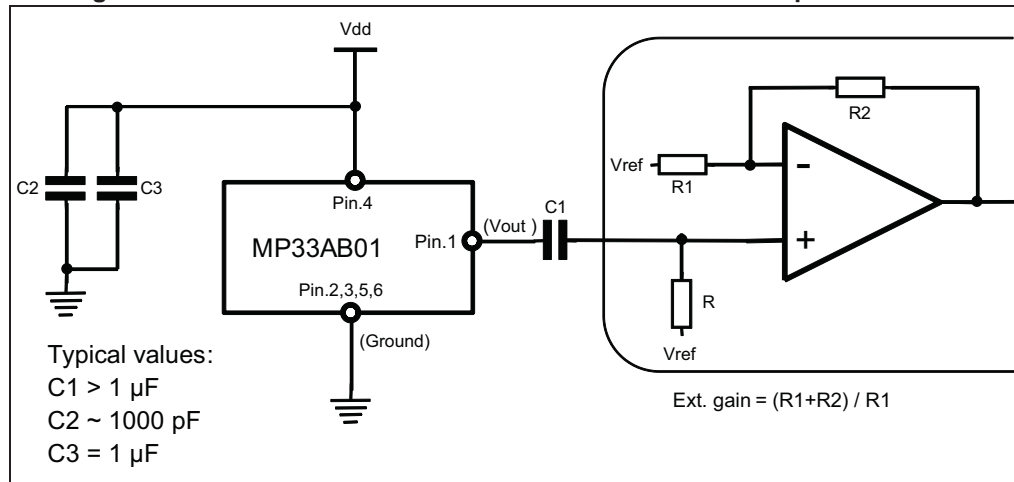 Vdd
C2
C3
Pin.4
MP33AB01
Pin.1
(Vout )
C1
Pin.2,3,5,6
(Ground)
Vref
R1
R2
-
+
R
Vref
Typical values:
C1 > 1 µF
C2 ~ 1000 pF
C3 = 1 µF
Ext. gain = (R1+R2) / R1